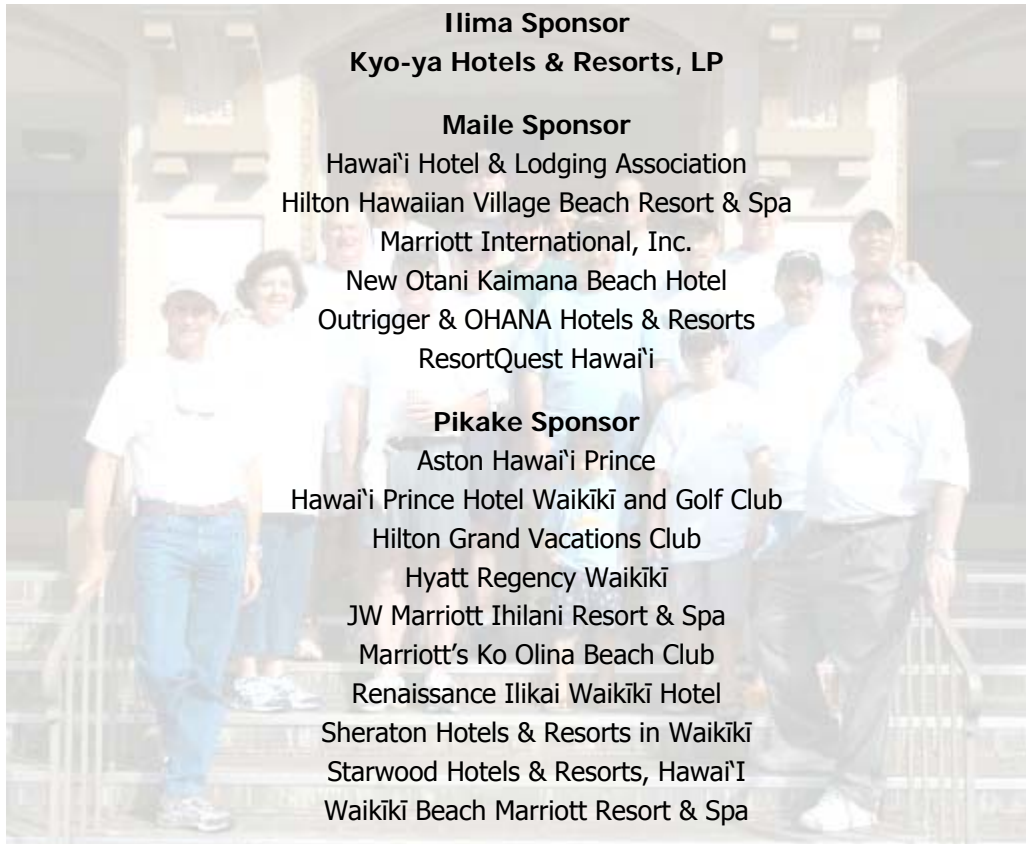 Ilima Sponsor
Kyo-ya Hotels & Resorts, LP
Maile Sponsor
Hawai‘i Hotel & Lodging Association
Hilton Hawaiian Village Beach Resort & Spa
Marriott International, Inc.
New Otani Kaimana Beach Hotel
Outrigger & OHANA Hotels & Resorts
ResortQuest Hawai‘i
Pikake Sponsor
Aston Hawai‘i Prince
Hawai‘i Prince Hotel Waikīkī and Golf Club
Hilton Grand Vacations Club
Hyatt Regency Waikīkī
JW Marriott Ihilani Resort & Spa
Marriott’s Ko Olina Beach Club
Renaissance Ilikai Waikīkī Hotel
Sheraton Hotels & Resorts in Waikīkī
Starwood Hotels & Resorts, Hawai‘I
Waikīkī Beach Marriott Resort & Spa